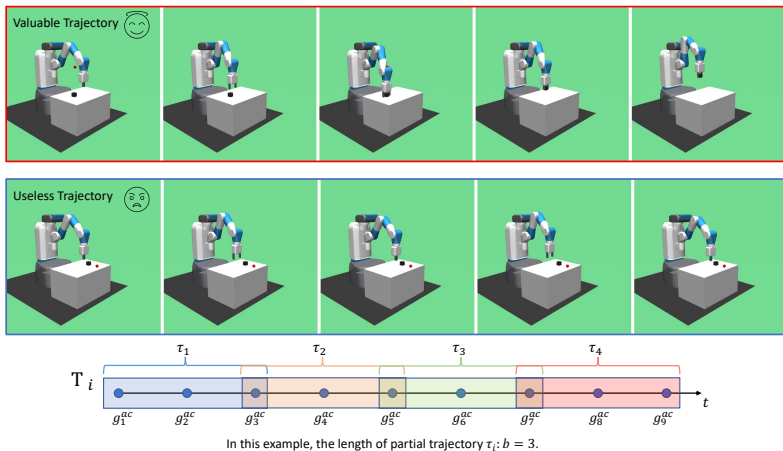 Valuable Trajectory
Useless Trajectory
τ₁ τ₂ τ₃ τ₄
T i
t
g₁ᵃᶜ g₂ᵃᶜ g₃ᵃᶜ g₄ᵃᶜ g₅ᵃᶜ g₆ᵃᶜ g₇ᵃᶜ g₈ᵃᶜ g₉ᵃᶜ
In this example, the length of partial trajectory τᵢ: b = 3.